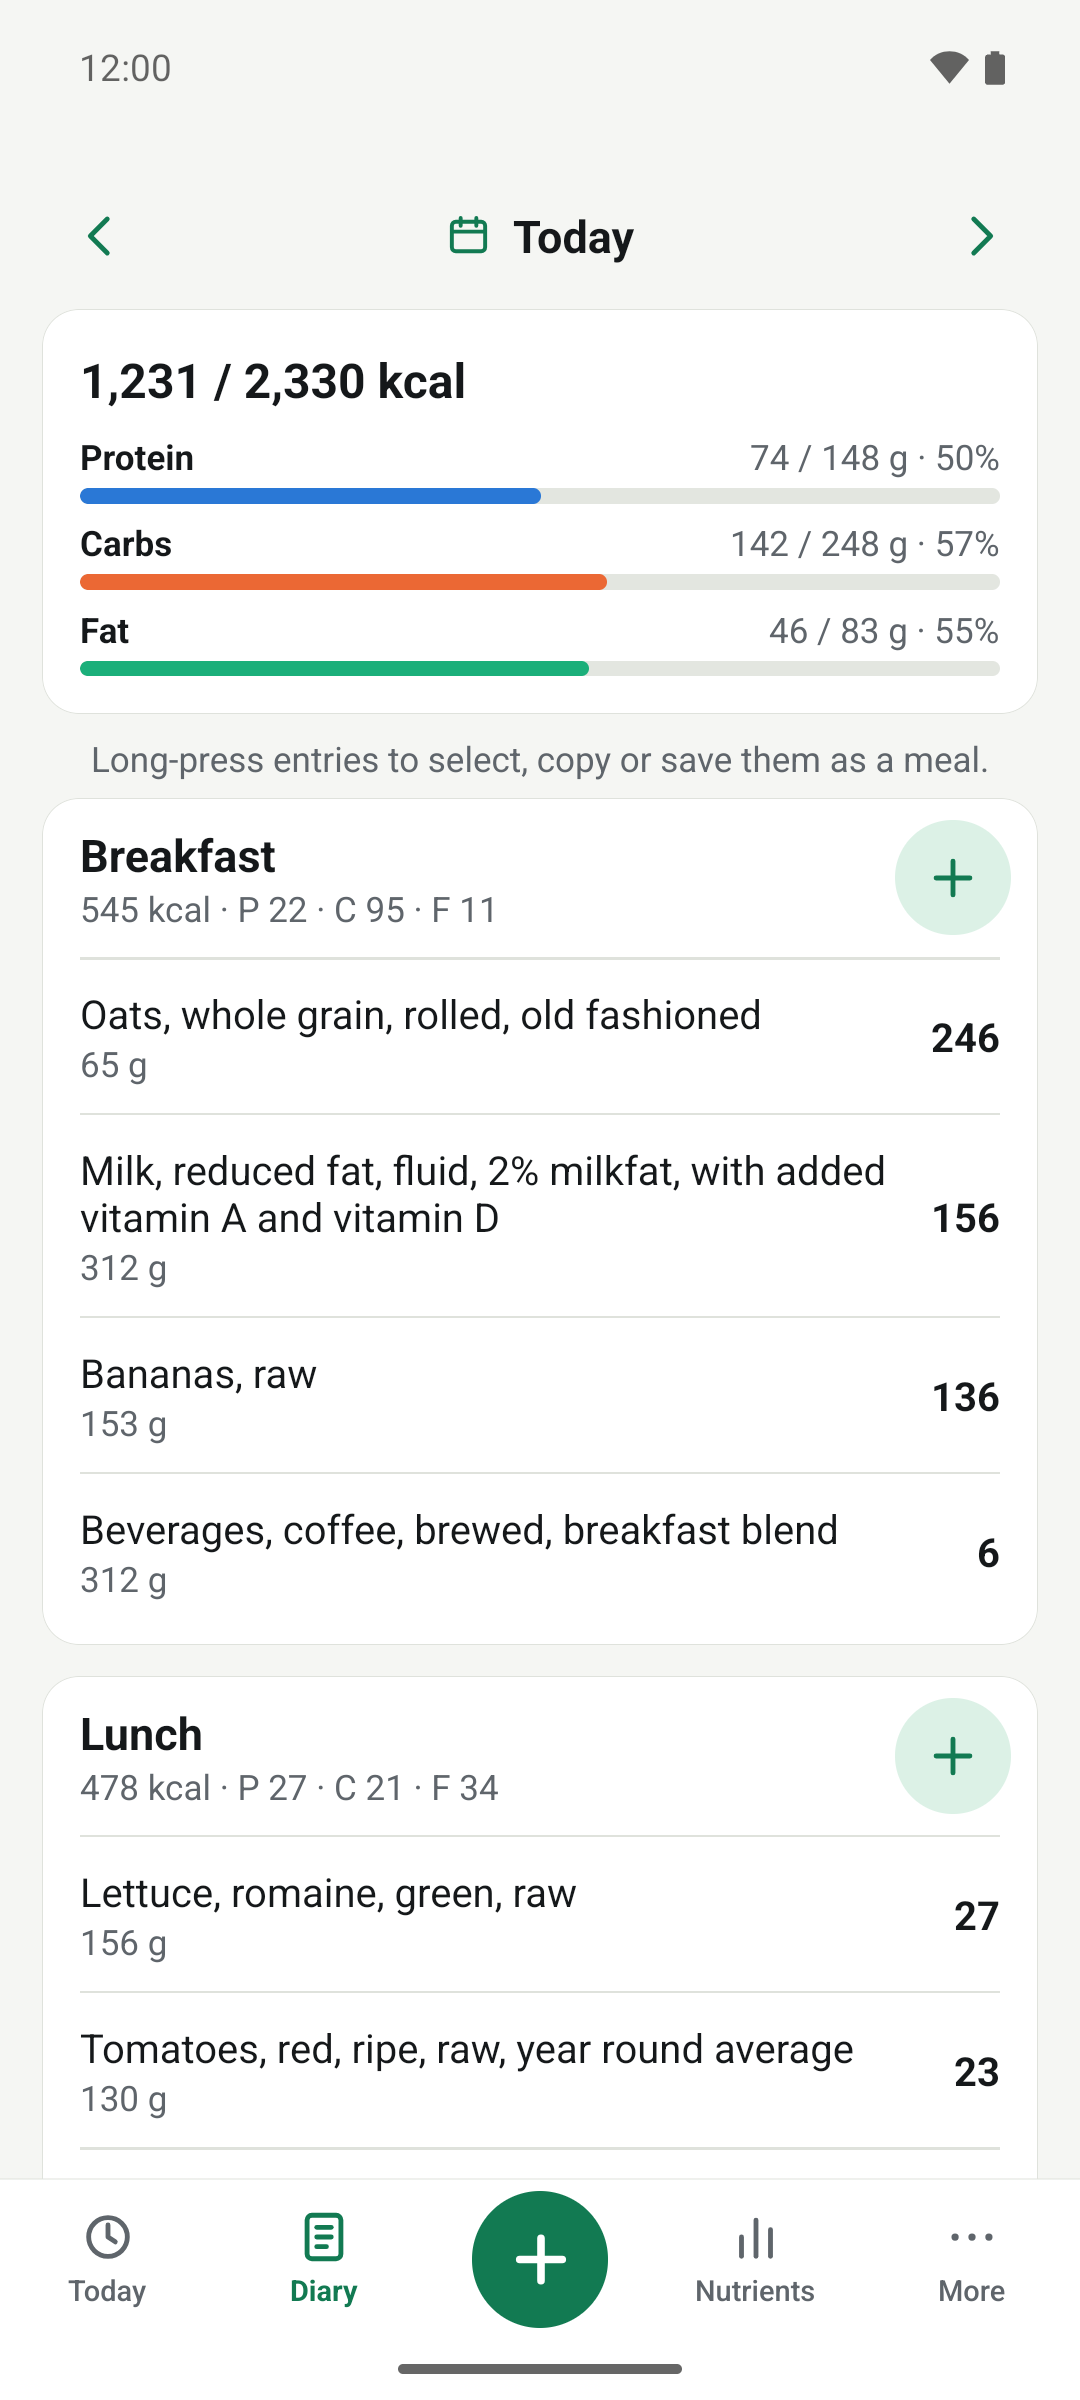 12:00
Today
1,231 / 2,330 kcal
Protein 74 / 148 g · 50%
Carbs 142 / 248 g · 57%
Fat 46 / 83 g · 55%
Long-press entries to select, copy or save them as a meal.
Breakfast
545 kcal · P 22 · C 95 · F 11
Oats, whole grain, rolled, old fashioned
65 g
246
Milk, reduced fat, fluid, 2% milkfat, with added
vitamin A and vitamin D
312 g
156
Bananas, raw
153 g
136
Beverages, coffee, brewed, breakfast blend
312 g
6
Lunch
478 kcal · P 27 · C 21 · F 34
Lettuce, romaine, green, raw
156 g
27
Tomatoes, red, ripe, raw, year round average
130 g
23
Today Diary Nutrients More